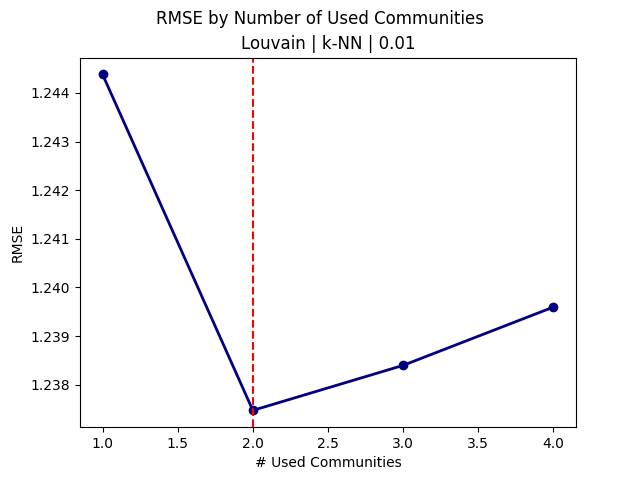 RMSE by Number of Used Communities
Louvain | k-NN | 0.01
1.244
1.243
1.242
1.241
1.240
1.239
1.238
RMSE
1.0 1.5 2.0 2.5 3.0 3.5 4.0
# Used Communities